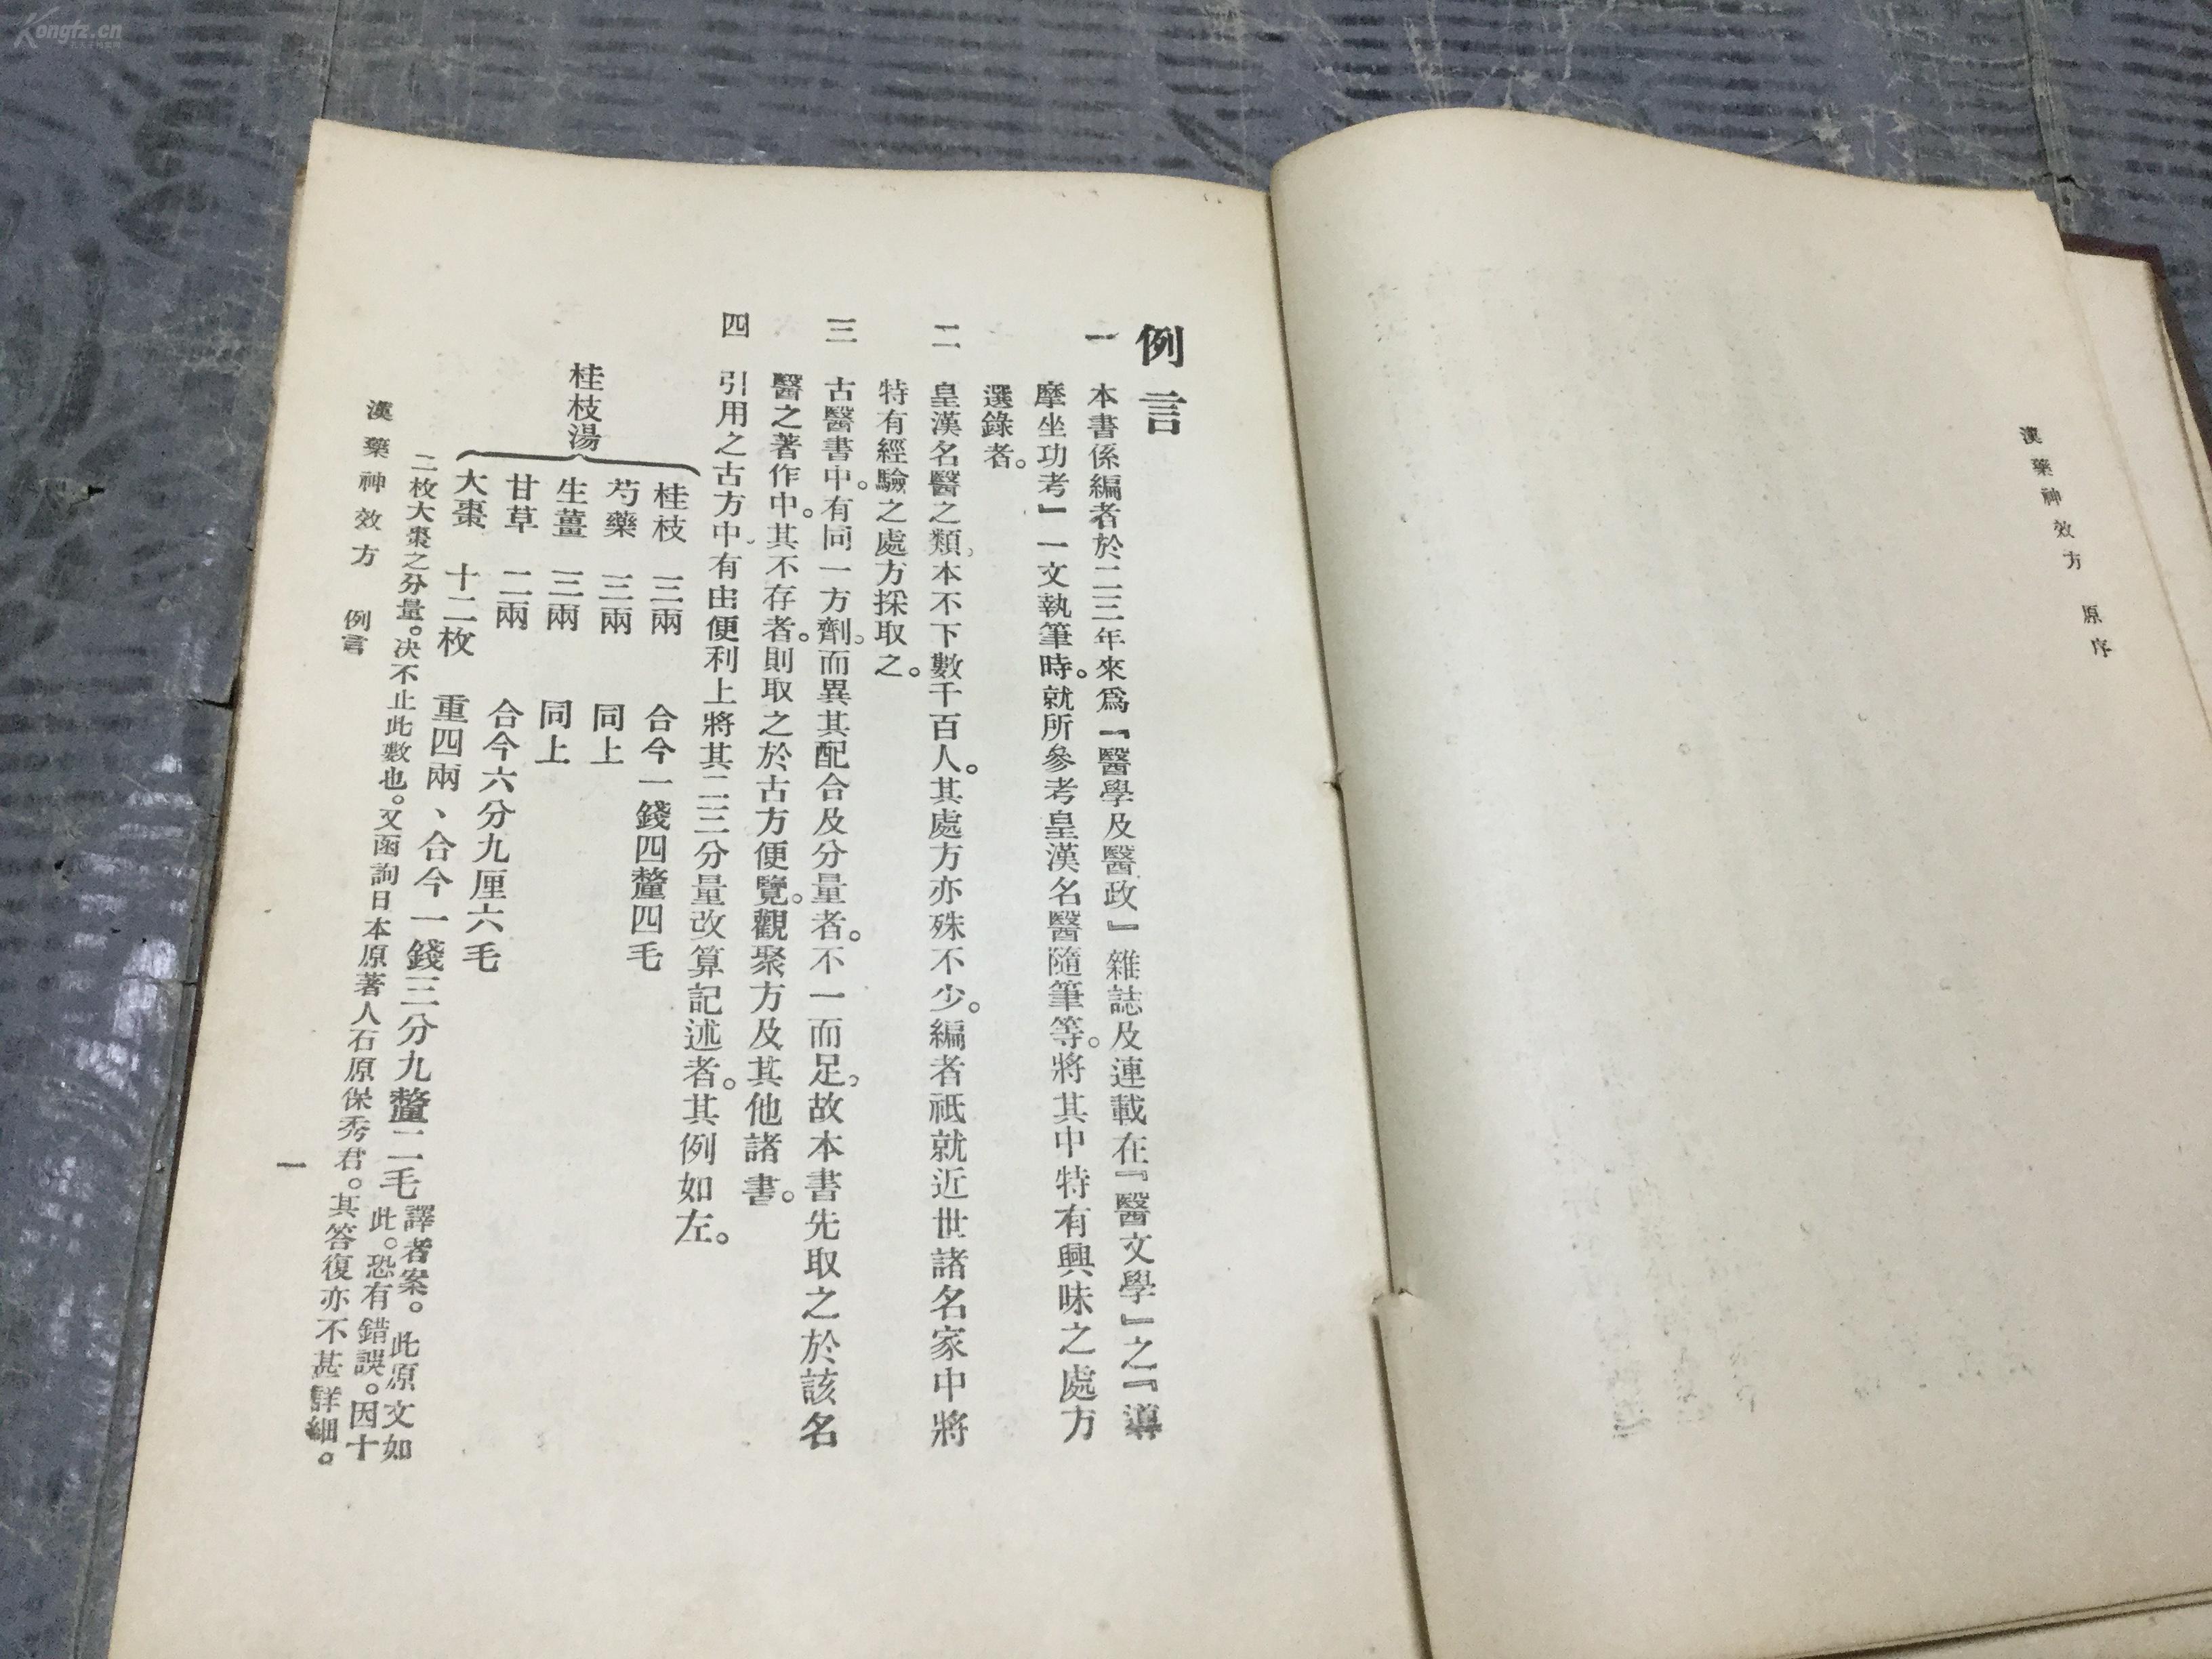 漢藥神效方　原序
例言
一　本書係編者於二三年來爲『醫學及醫政』雜誌及連載在『醫文學』之『導
摩坐功考』一文執筆時。就所參考皇漢名醫隨筆等。將其中特有興味之處方
選錄者。
二　皇漢名醫之類。本不下數千百人。其處方亦殊不少。編者祗就近世諸名家中將
特有經驗之處方採取之。
三　古醫書中。有同一方劑。而異其配合及分量者。不一而足。故本書先取之於該名
醫之著作中。其不存者。則取之於古方便覽。觀聚方及其他諸書。
四　引用之古方中。有由便利上將其二三分量改算記述者。其例如左。
桂枝湯
桂枝　三兩　合今一錢四釐四毛
芍藥　三兩　同上
生薑　三兩　同上
甘草　二兩　合今六分九厘六毛
大棗　十二枚　重四兩、合今一錢三分九釐二毛
譯者案。此原文如
此。恐有錯誤。因十
二枚大棗之分量。決不止此數也。又函詢日本原著人石原保秀君。其答復亦不甚詳細。
漢藥神效方　例言
一
Kongfz.cn